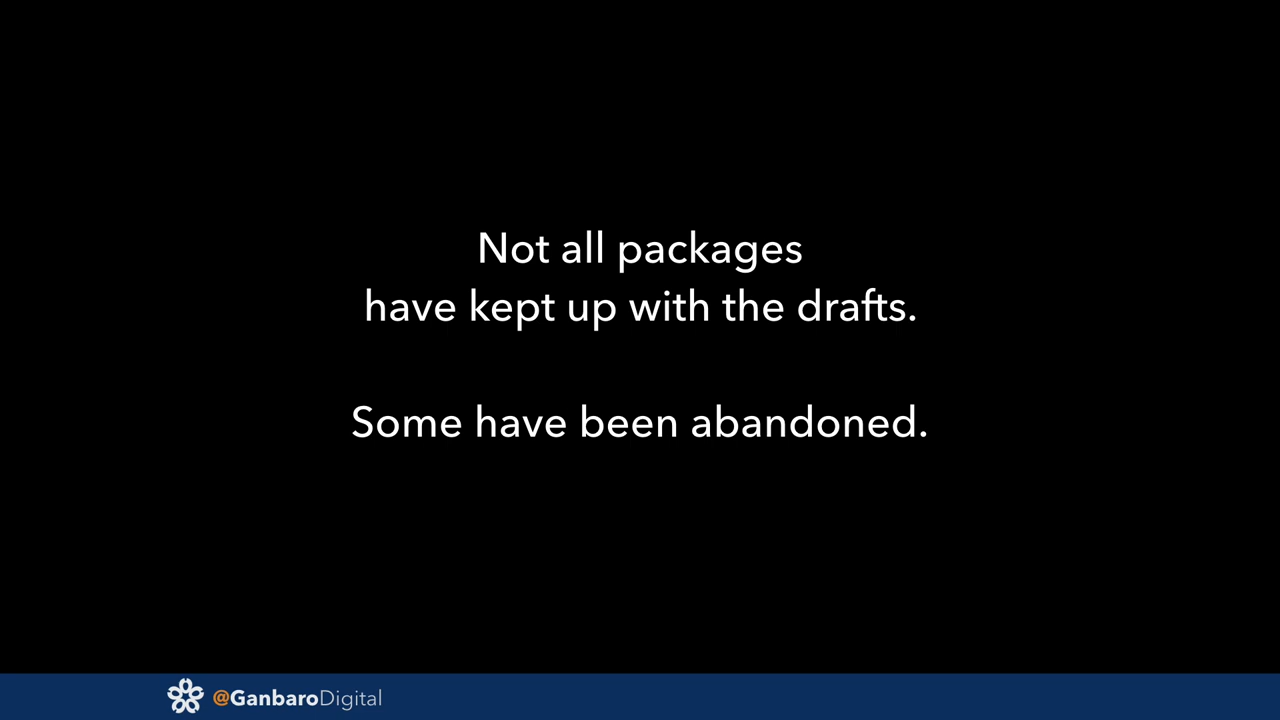 Not all packages
have kept up with the drafts.
Some have been abandoned.
@GanbaroDigital